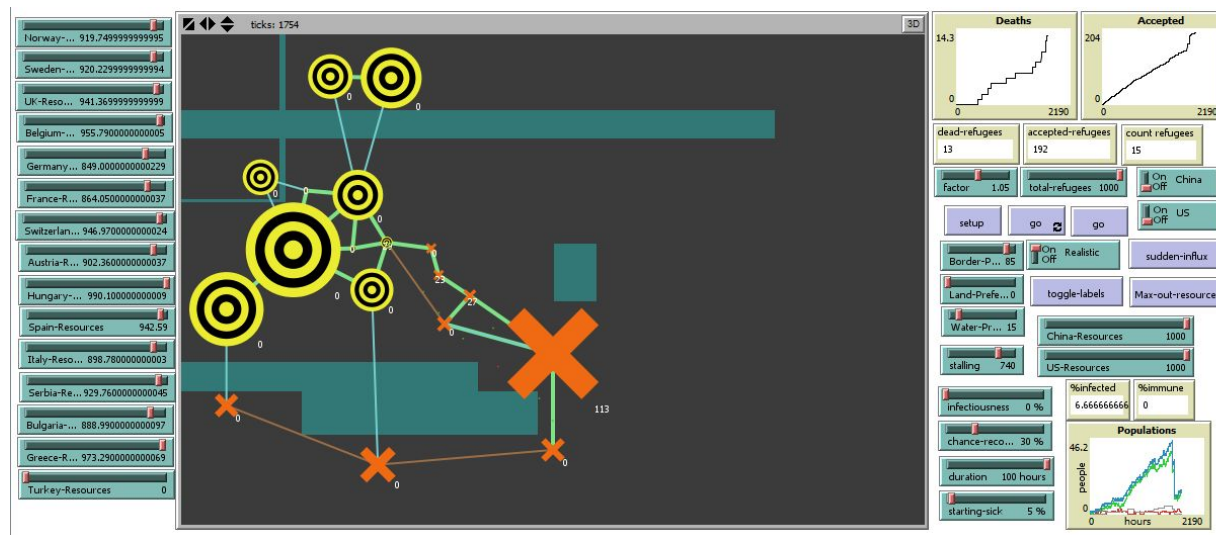 ticks: 1754
3D
Norway-... 919.7499999999995
Sweden-... 920.2299999999994
UK-Reso... 941.3699999999999
Belgium-... 955.7900000000005
Germany... 849.0000000000229
France-R... 864.0500000000037
Switzerlan... 946.9700000000024
Austria-R... 902.3600000000037
Hungary-... 990.100000000009
Spain-Resources 942.59
Italy-Reso... 898.780000000003
Serbia-Re... 929.7600000000045
Bulgaria-... 888.990000000097
Greece-R... 973.2900000000069
Turkey-Resources 0
0
0
0
0
0
0
0
0
0
0
23
27
0
113
0
0
0
Deaths
14.3
0
0
2190
Accepted
204
0
0
2190
dead-refugees
13
accepted-refugees
192
count refugees
15
factor 1.05
total-refugees 1000
On
Off
China
setup
go
go
On
Off
US
Border-P... 85
On
Off
Realistic
sudden-influx
Land-Prefe... 0
toggle-labels
Max-out-resource
Water-Pr... 15
China-Resources 1000
stalling 740
US-Resources 1000
infectiousness 0 %
%infected
6.666666666
%immune
0
chance-reco... 30 %
duration 100 hours
starting-sick 5 %
Populations
46.2
people
0
0
hours
2190